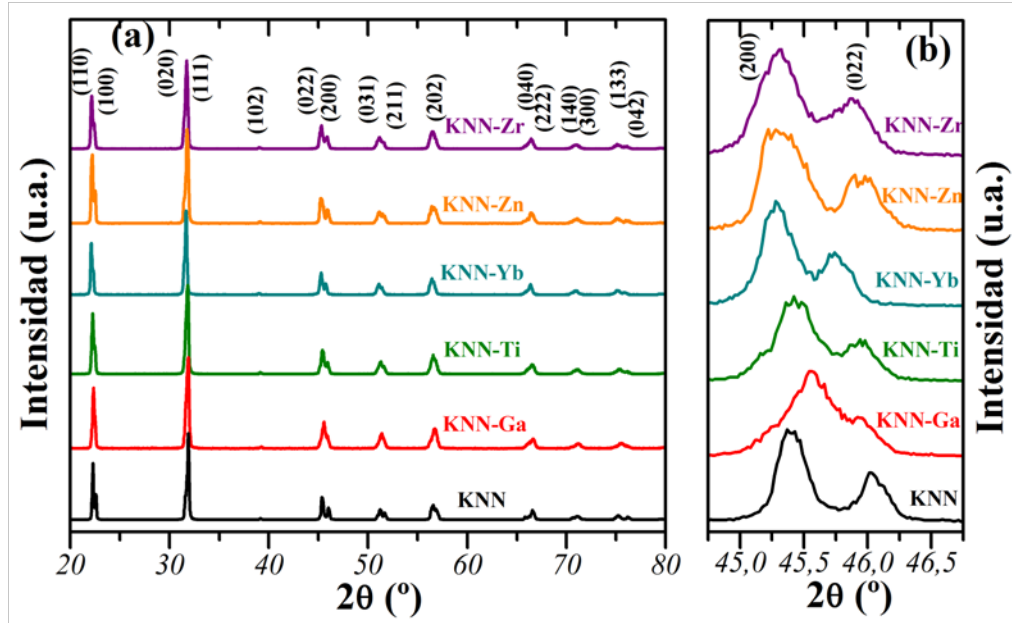 (a)
(110)
(100)
(020)
(111)
(102)
(022)
(200)
(031)
(211)
(202)
(040)
(222)
(140)
(300)
(133)
(042)
KNN-Zr
KNN-Zn
KNN-Yb
KNN-Ti
KNN-Ga
KNN
Intensidad (u.a.)
20 30 40 50 60 70 80
2θ (º)
(b)
(200)
(022)
KNN-Zr
KNN-Zn
KNN-Yb
KNN-Ti
KNN-Ga
KNN
Intensidad (u.a.)
45,0 45,5 46,0 46,5
2θ (º)